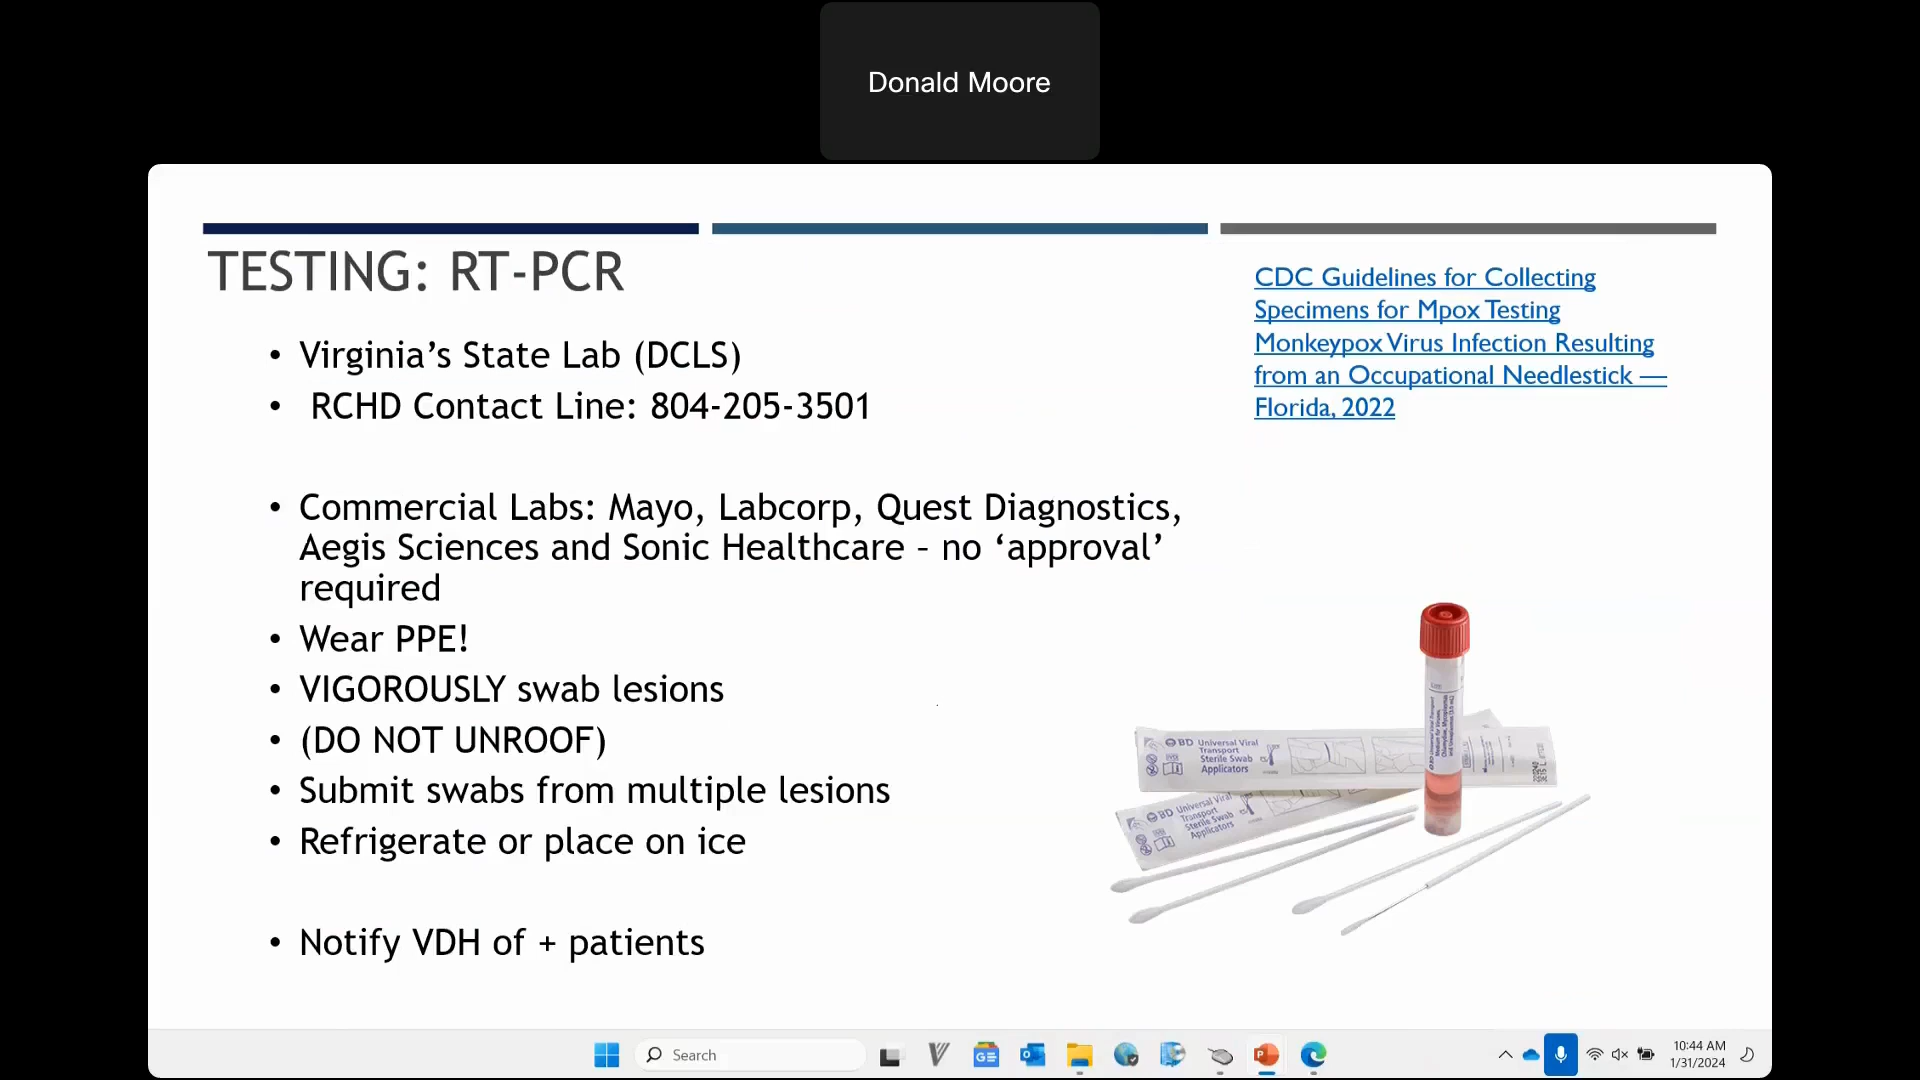 Donald Moore
TESTING: RT-PCR
CDC Guidelines for Collecting
Specimens for Mpox Testing
Monkeypox Virus Infection Resulting
from an Occupational Needlestick —
Florida, 2022
• Virginia’s State Lab (DCLS)
• RCHD Contact Line: 804-205-3501
• Commercial Labs: Mayo, Labcorp, Quest Diagnostics,
Aegis Sciences and Sonic Healthcare – no ‘approval’
required
• Wear PPE!
• VIGOROUSLY swab lesions
• (DO NOT UNROOF)
• Submit swabs from multiple lesions
• Refrigerate or place on ice
• Notify VDH of + patients
BD Universal Viral
Transport
Sterile Swab
Applicators
BD Universal Viral
Transport
Sterile Swab
Applicators
Search
10:44 AM
1/31/2024